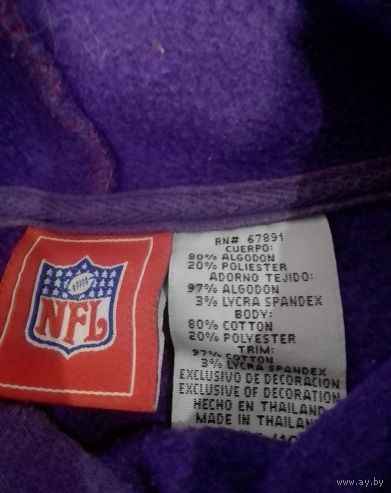 NFL
RN# 67891
CUERPO:
80% ALGODON
20% POLIESTER
ADORNO TEJIDO:
97% ALGODON
3% LYCRA SPANDEX
BODY:
80% COTTON
20% POLYESTER
TRIM:
97% COTTON
3% LYCRA SPANDEX
EXCLUSIVO DE DECORACION
EXCLUSIVE OF DECORATION
HECHO EN THAILAND
MADE IN THAILAND
www.ay.by